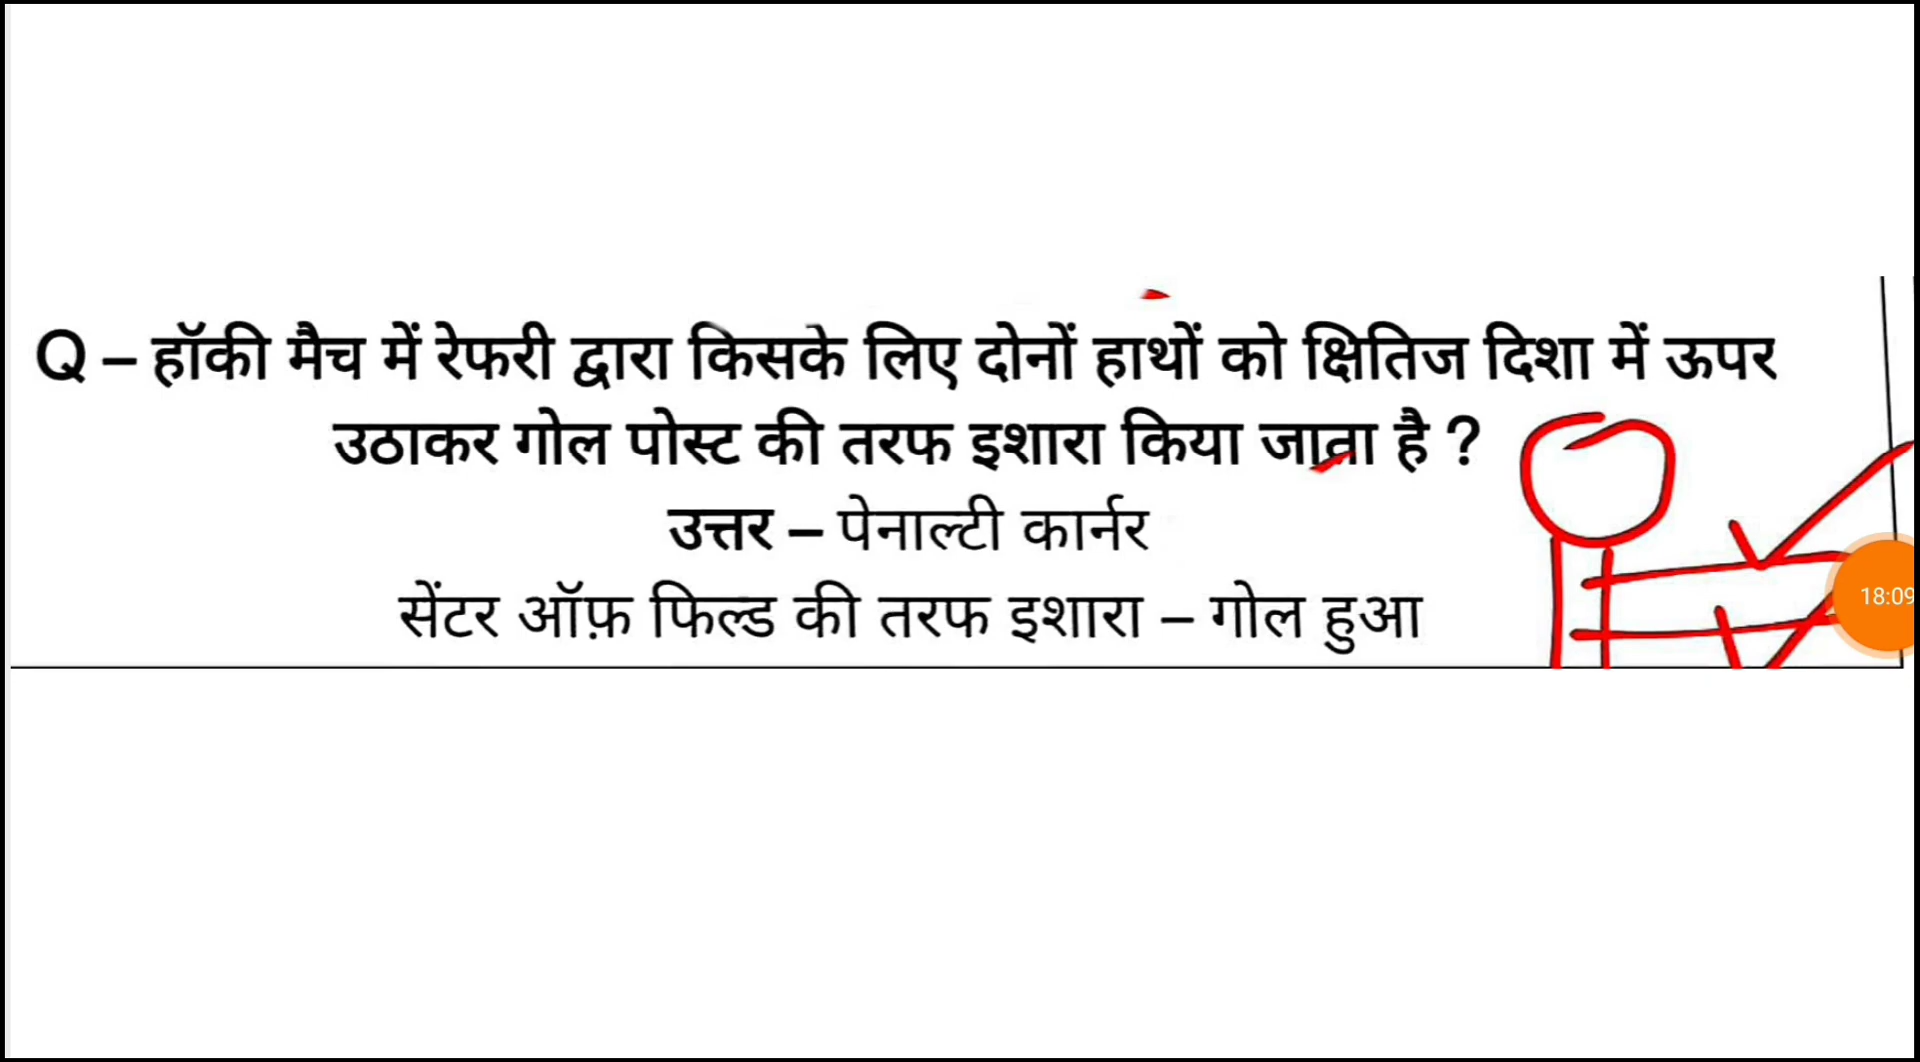 Q – हॉकी मैच में रेफरी द्वारा किसके लिए दोनों हाथों को क्षितिज दिशा में ऊपर
उठाकर गोल पोस्ट की तरफ इशारा किया जाता है ?
उत्तर – पेनाल्टी कार्नर
सेंटर ऑफ़ फिल्ड की तरफ इशारा – गोल हुआ
18:09